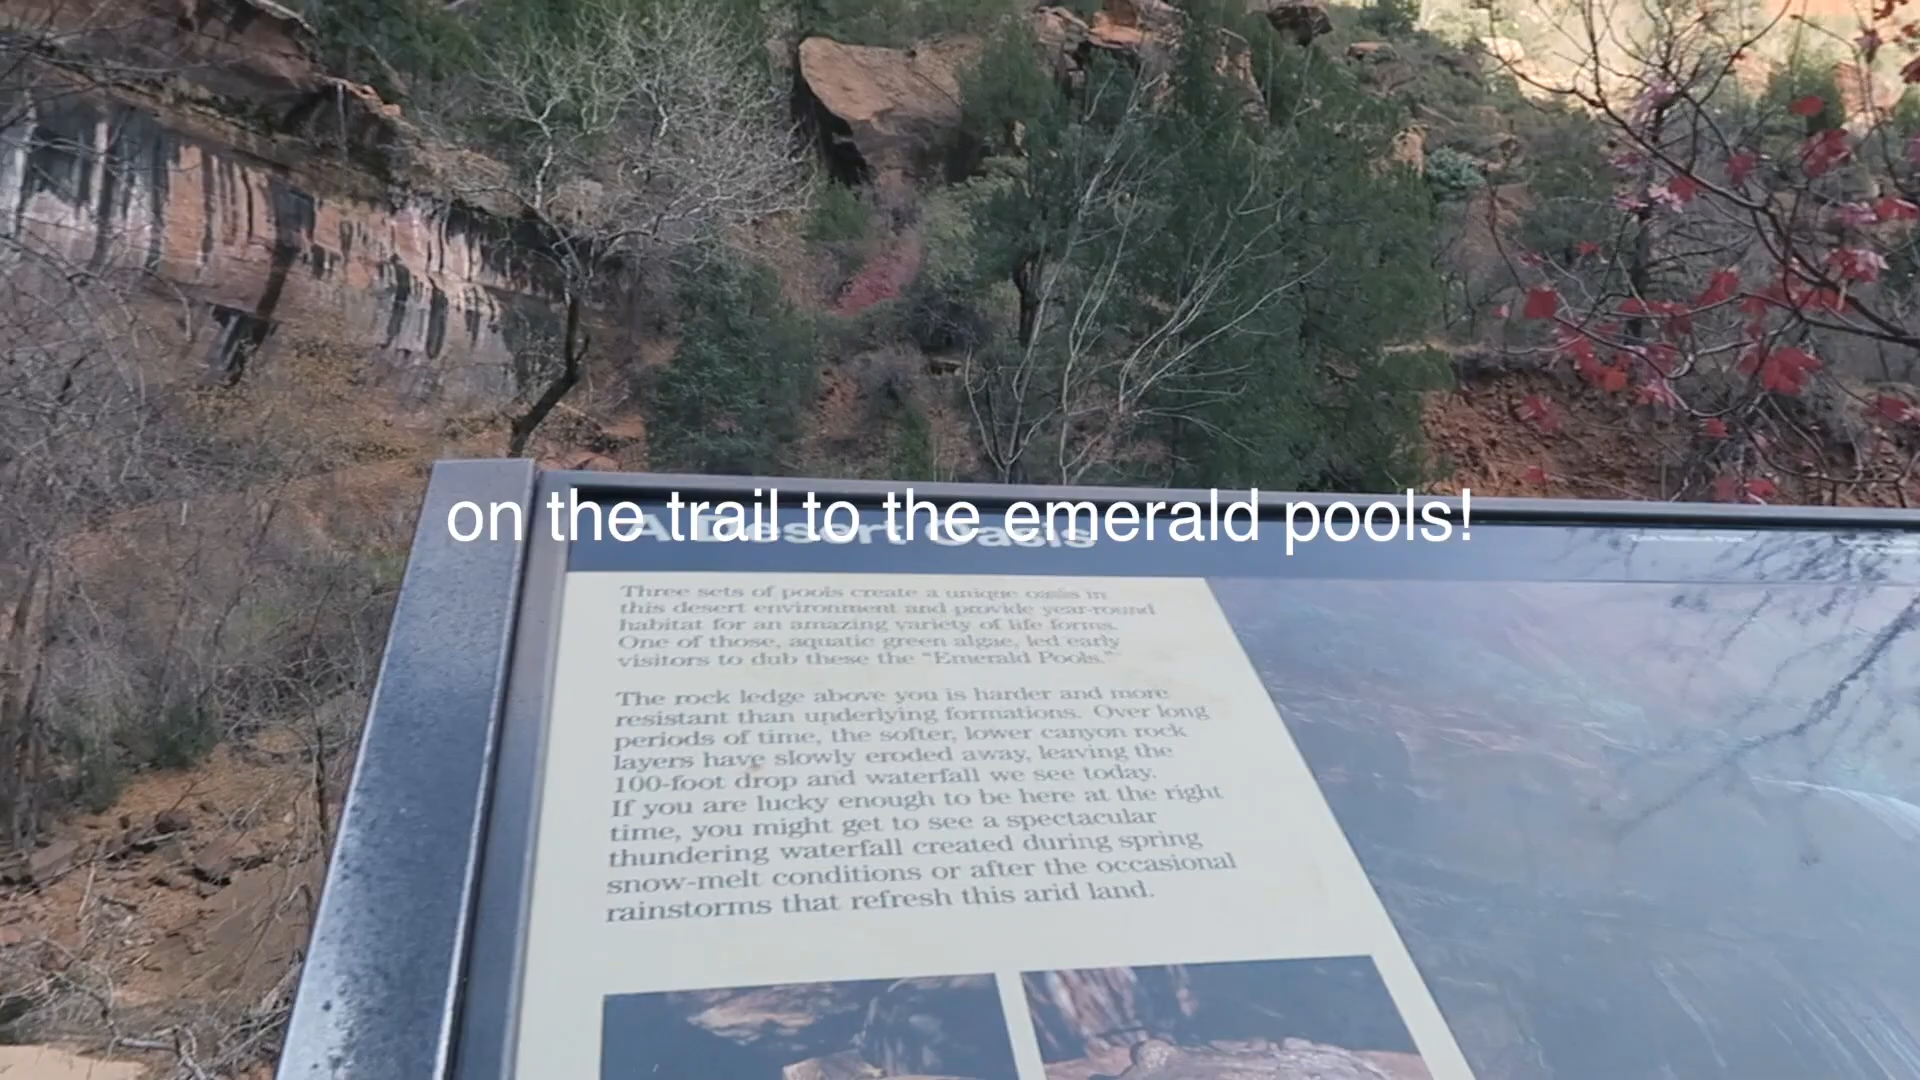 on the trail to the emerald pools!
A Desert Oasis
Three sets of pools create a unique oasis in
this desert environment and provide year-round
habitat for an amazing variety of life forms.
One of those, aquatic green algae, led early
visitors to dub these the “Emerald Pools.”
The rock ledge above you is harder and more
resistant than underlying formations. Over long
periods of time, the softer, lower canyon rock
layers have slowly eroded away, leaving the
100-foot drop and waterfall we see today.
If you are lucky enough to be here at the right
time, you might get to see a spectacular
thundering waterfall created during spring
snow-melt conditions or after the occasional
rainstorms that refresh this arid land.